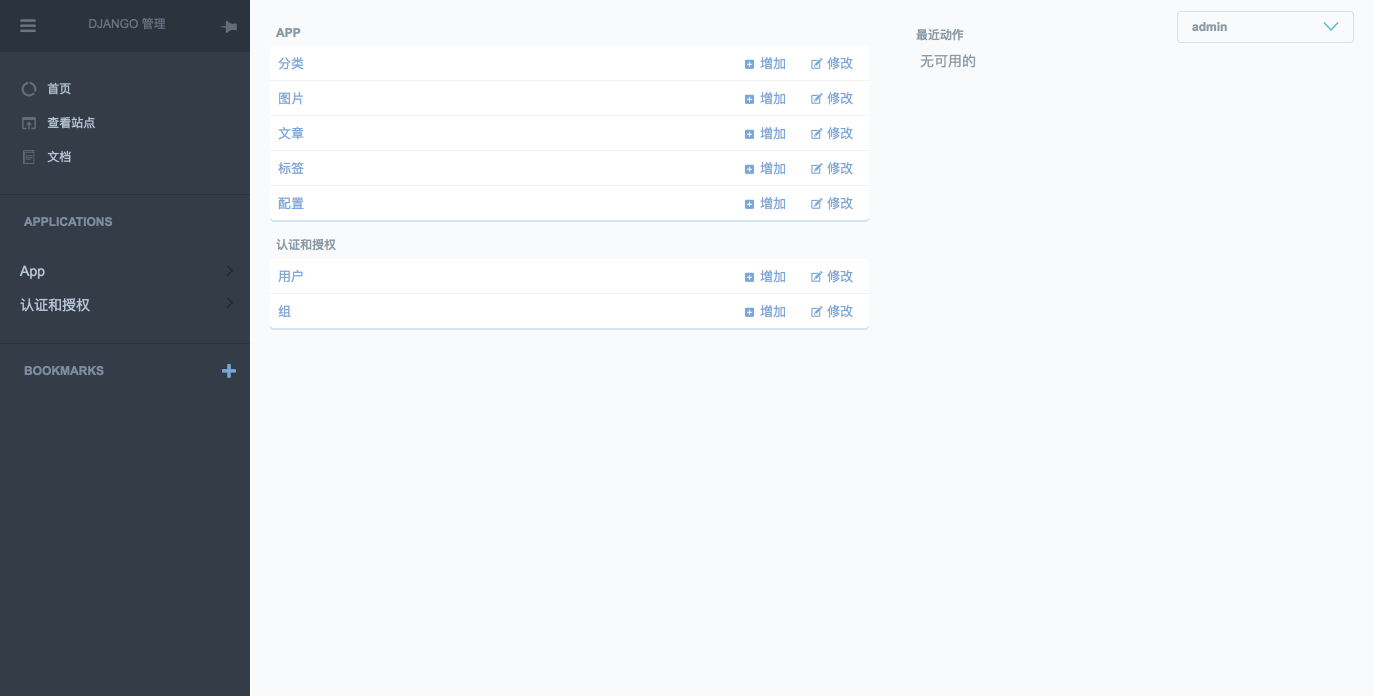 DJANGO 管理
首页
查看站点
文档
APPLICATIONS
App
认证和授权
BOOKMARKS
APP
分类 增加 修改
图片 增加 修改
文章 增加 修改
标签 增加 修改
配置 增加 修改
认证和授权
用户 增加 修改
组 增加 修改
最近动作
无可用的
admin